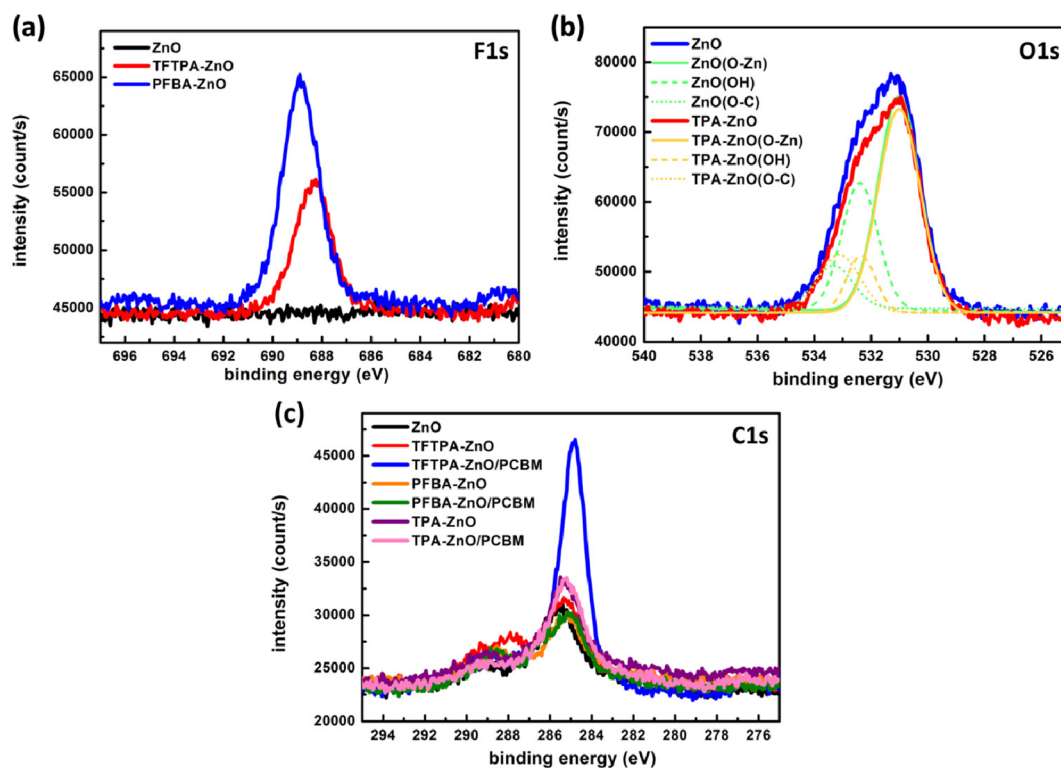 (a)
F1s
ZnO
TFTPA-ZnO
PFBA-ZnO
65000
60000
55000
50000
45000
intensity (count/s)
696 694 692 690 688 686 684 682 680
binding energy (eV)
(b)
O1s
ZnO
ZnO(O-Zn)
ZnO(OH)
ZnO(O-C)
TPA-ZnO
TPA-ZnO(O-Zn)
TPA-ZnO(OH)
TPA-ZnO(O-C)
80000
70000
60000
50000
40000
intensity (count/s)
540 538 536 534 532 530 528 526
binding energy (eV)
(c)
C1s
ZnO
TFTPA-ZnO
TFTPA-ZnO/PCBM
PFBA-ZnO
PFBA-ZnO/PCBM
TPA-ZnO
TPA-ZnO/PCBM
45000
40000
35000
30000
25000
20000
intensity (count/s)
294 292 290 288 286 284 282 280 278 276
binding energy (eV)